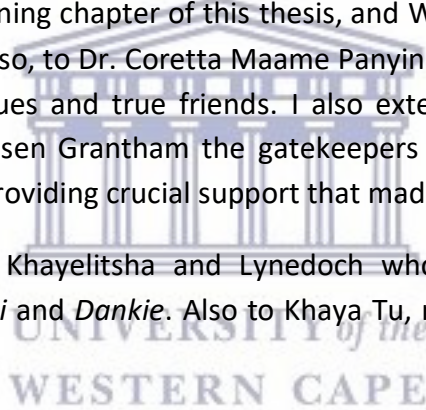 ning chapter of this thesis, and W
so, to Dr. Coretta Maame Panyin
ues and true friends. I also exte
sen Grantham the gatekeepers
roviding crucial support that mad
Khayelitsha and Lynedoch who
i and Dankie. Also to Khaya Tu, r
UNIVERSITY of the
WESTERN CAPE